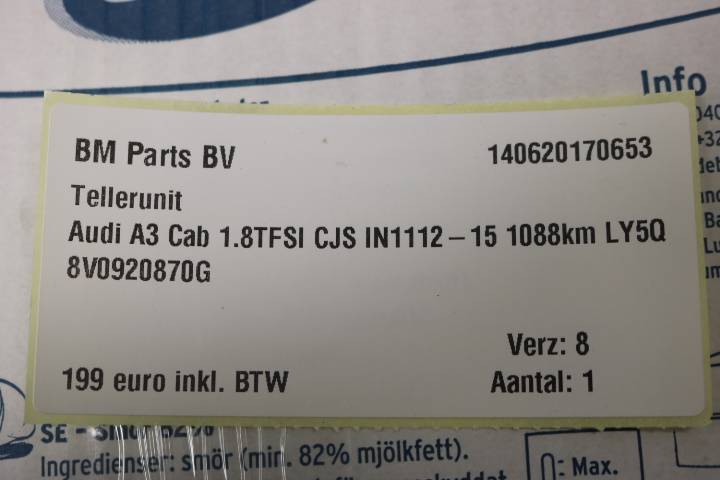 Info
BM Parts BV
140620170653
Tellerunit
Audi A3 Cab 1.8TFSI CJS IN1112 – 15 1088km LY5Q
8V0920870G
Verz: 8
199 euro inkl. BTW
Aantal: 1
SE -
Ingredienser: smör (min. 82% mjölkfett).
: Max.